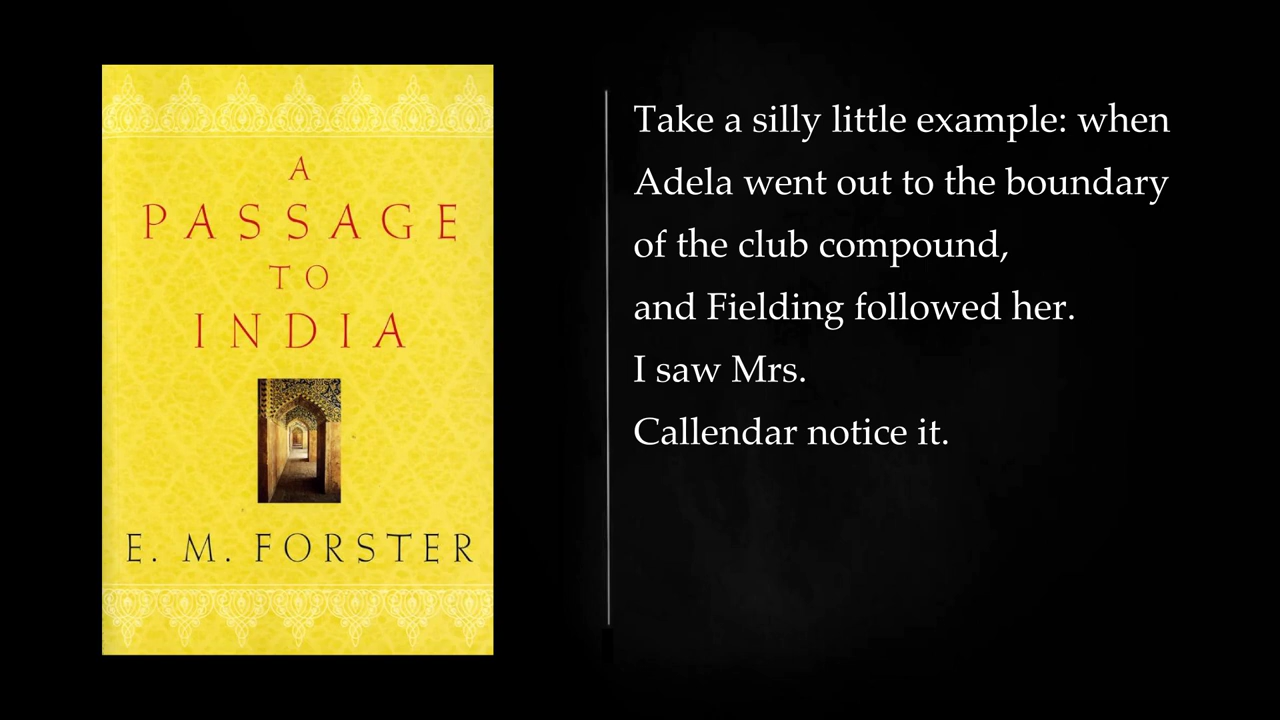 A
PASSAGE
TO
INDIA
E. M. FORSTER
Take a silly little example: when
Adela went out to the boundary
of the club compound,
and Fielding followed her.
I saw Mrs.
Callendar notice it.